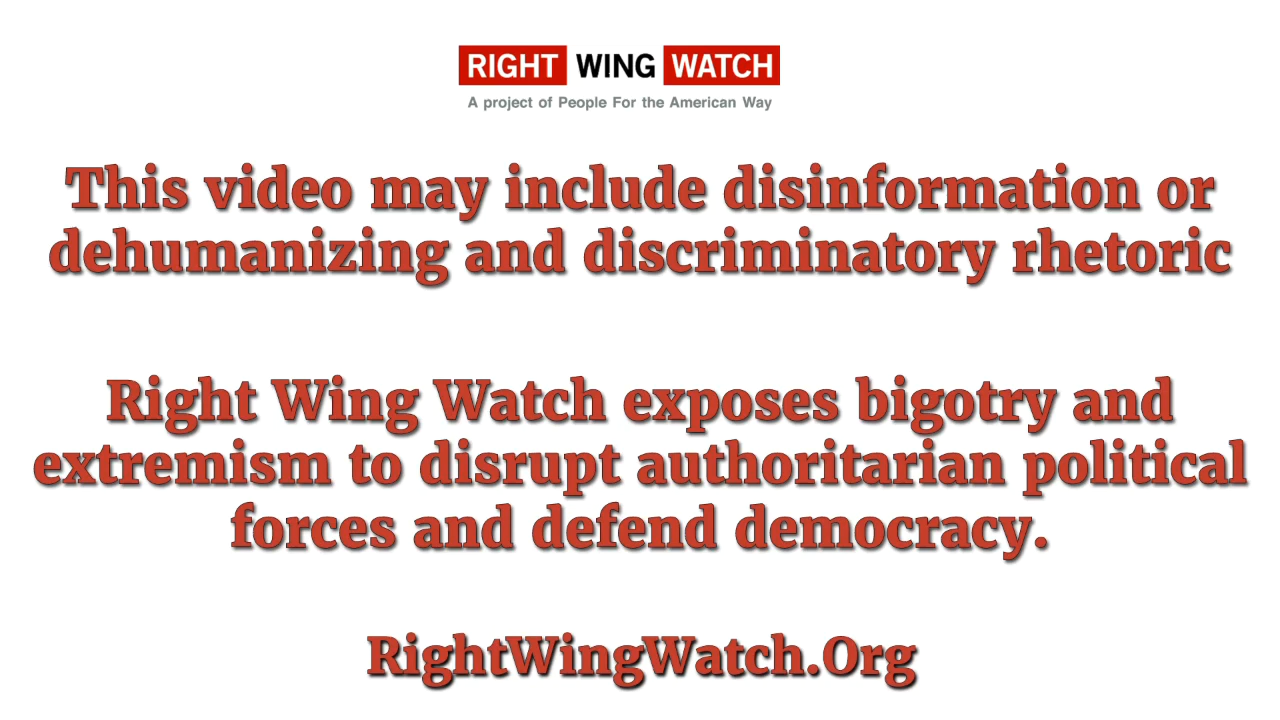 RIGHT WING WATCH
A project of People For the American Way
This video may include disinformation or
dehumanizing and discriminatory rhetoric
Right Wing Watch exposes bigotry and
extremism to disrupt authoritarian political
forces and defend democracy.
RightWingWatch.Org